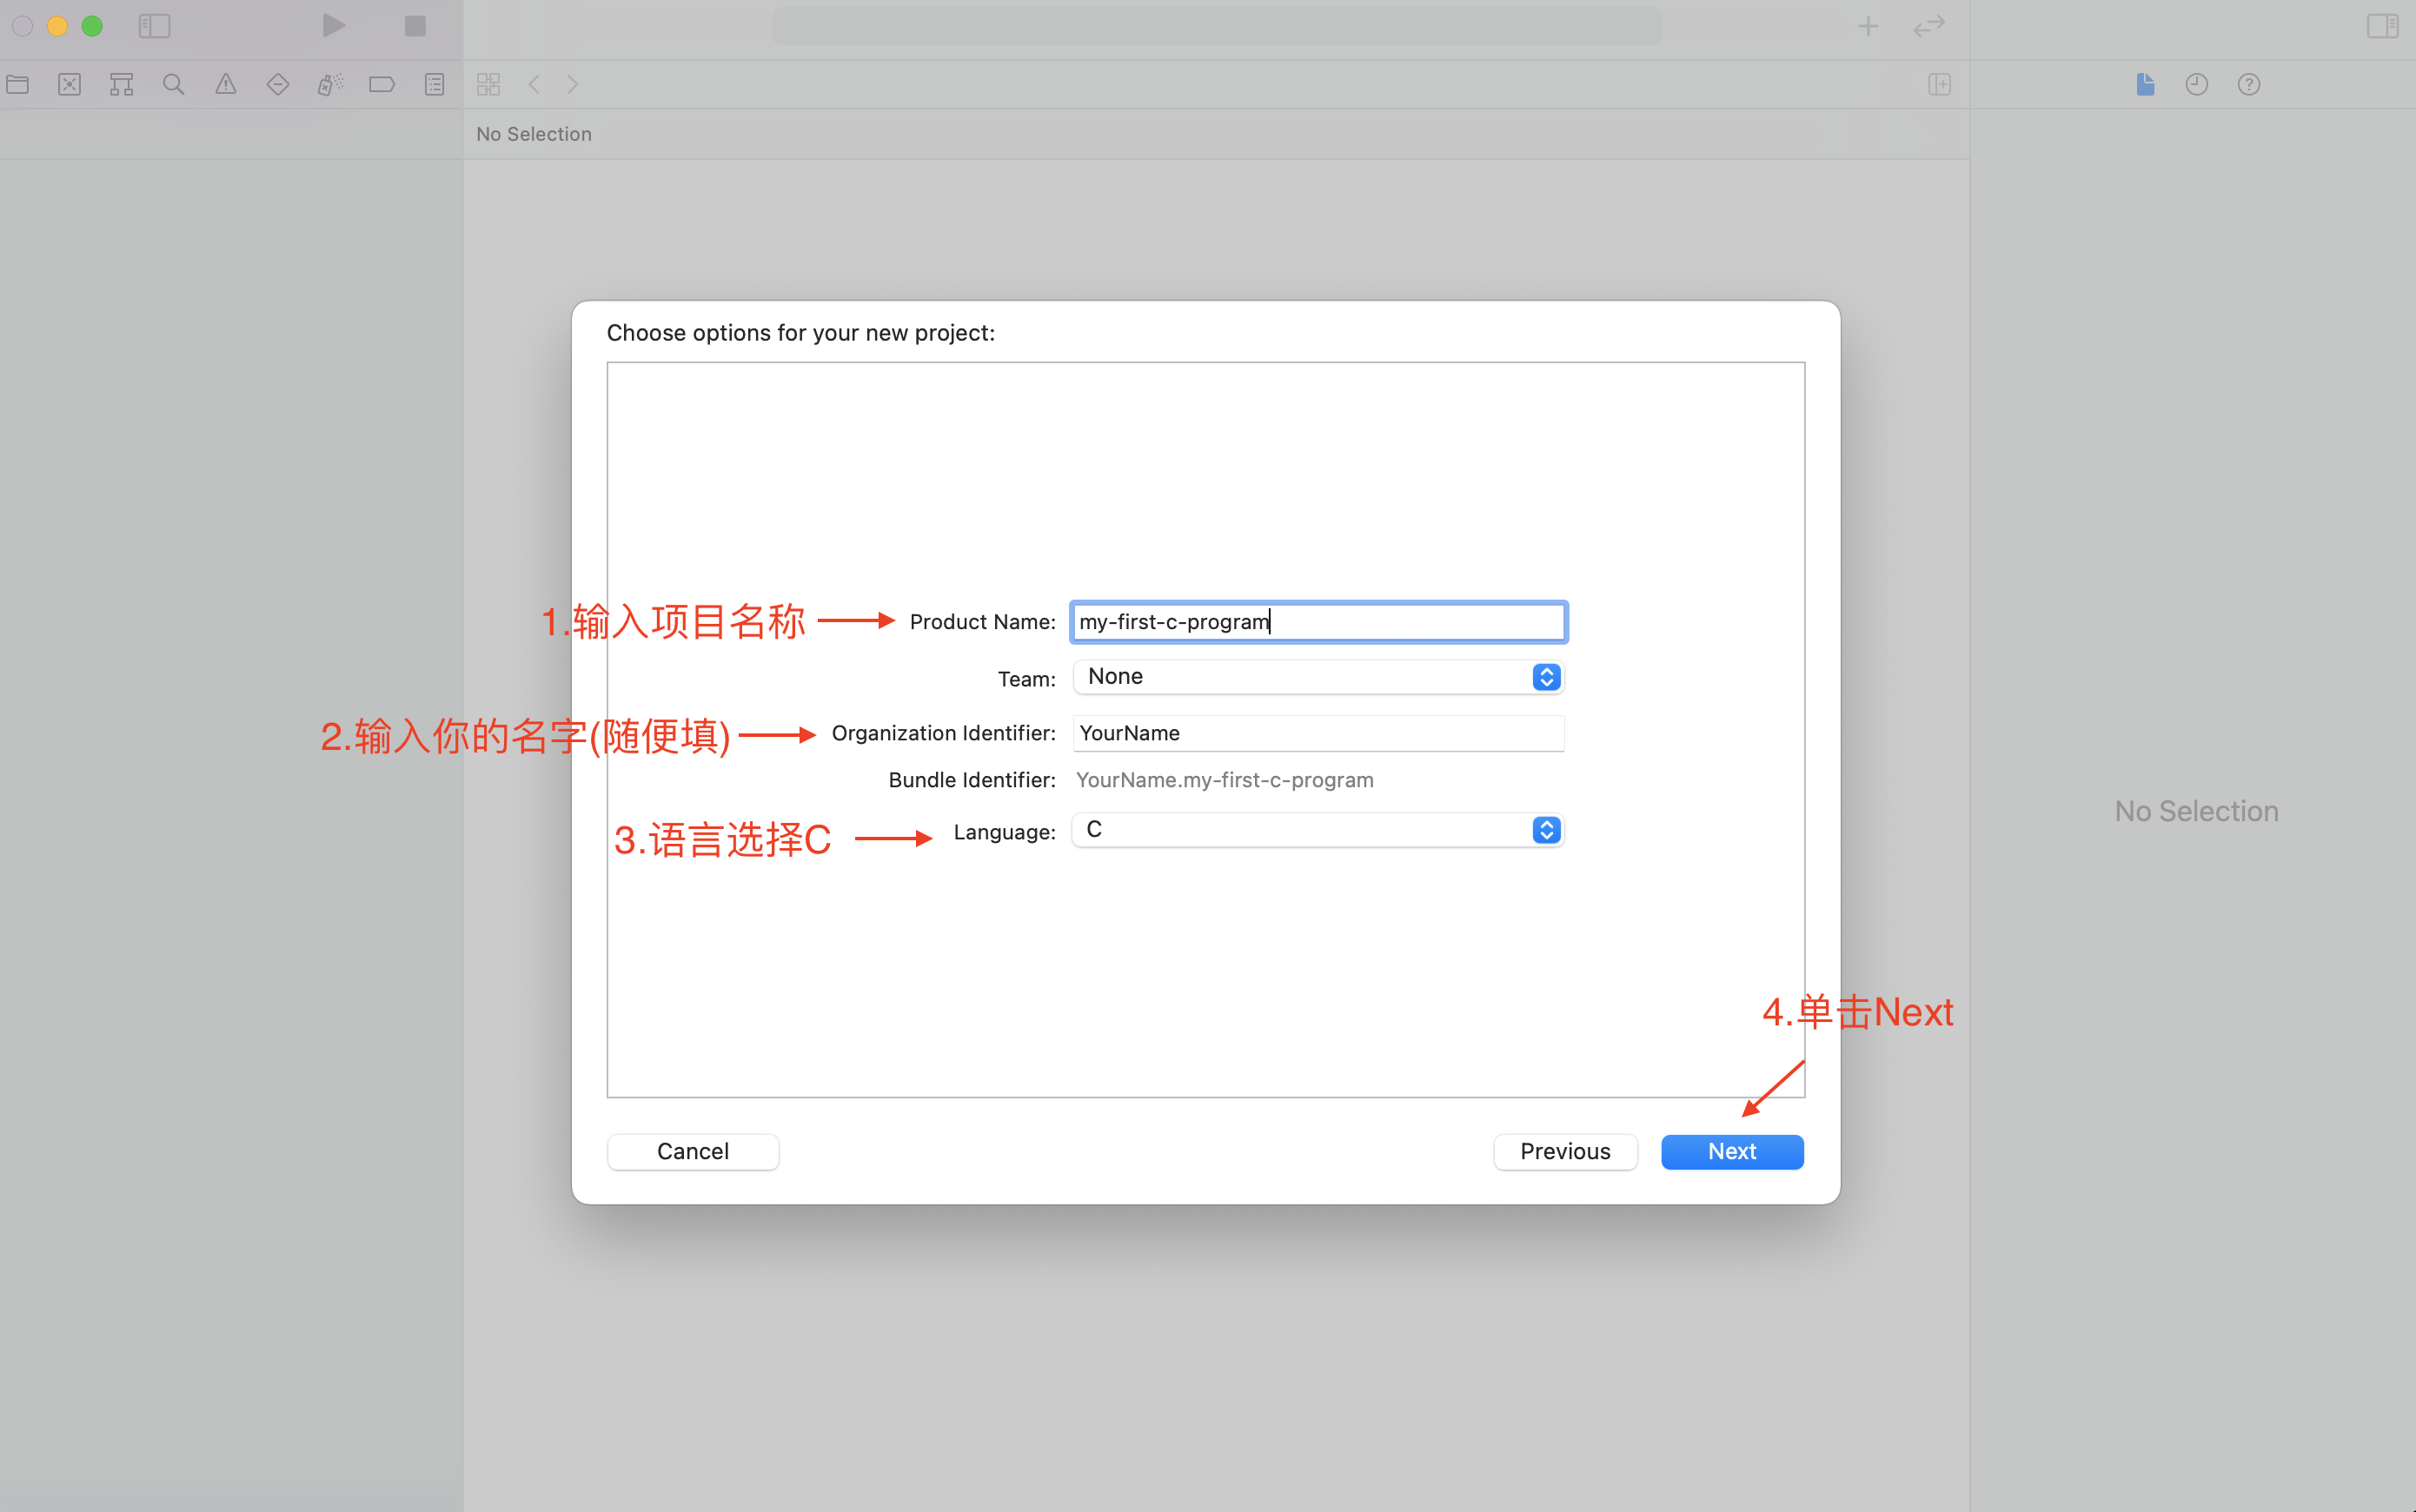 No Selection
Choose options for your new project:
1.输入项目名称
Product Name: my-first-c-program
Team: None
2.输入你的名字(随便填)
Organization Identifier: YourName
Bundle Identifier: YourName.my-first-c-program
No Selection
3.语言选择C
Language: C
4.单击Next
Cancel
Previous
Next